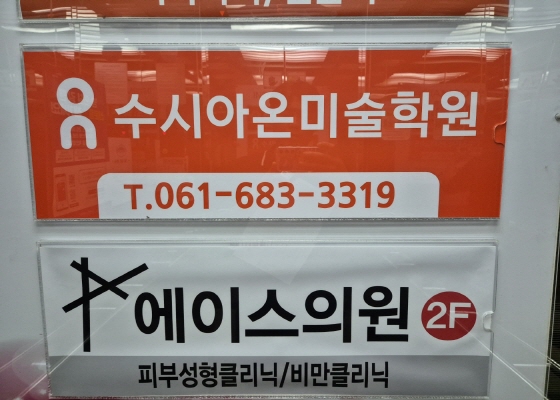 수시아온미술학원
T.061-683-3319
에이스의원 2F
피부성형클리닉/비만클리닉